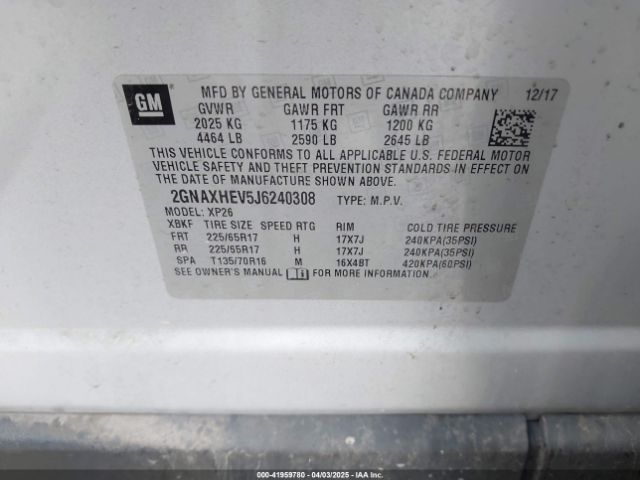 GM
MFD BY GENERAL MOTORS OF CANADA COMPANY 12/17
GVWR GAWR FRT GAWR RR
2025 KG 1175 KG 1200 KG
4464 LB 2590 LB 2645 LB
THIS VEHICLE CONFORMS TO ALL APPLICABLE U.S. FEDERAL MOTOR
VEHICLE SAFETY AND THEFT PREVENTION STANDARDS IN EFFECT ON
THE DATE OF MANUFACTURE SHOWN ABOVE.
2GNAXHEV5J6240308 TYPE: M.P.V.
MODEL: XP26
XBKF TIRE SIZE SPEED RTG RIM COLD TIRE PRESSURE
FRT 225/65R17 H 17X7J 240KPA(35PSI)
RR 225/65R17 H 17X7J 240KPA(35PSI)
SPA T135/70R16 M 16X4BT 420KPA(60PSI)
SEE OWNER'S MANUAL FOR MORE INFORMATION.
000-41959780 - 04/03/2025 - IAAI.COM